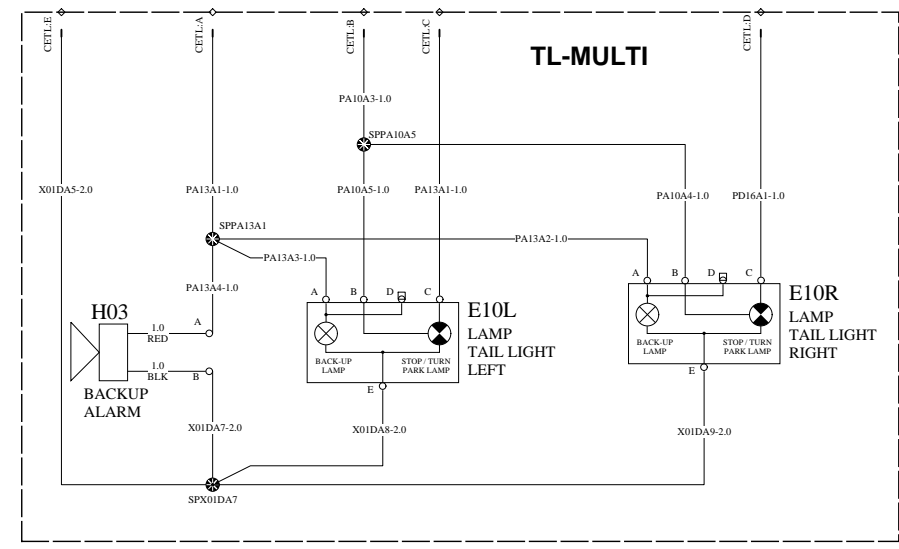 CETL:E
CETL:A
CETL:B
CETL:C
CETL:D
TL-MULTI
PA10A3-1.0
SPPA10A5
X01DA5-2.0
PA13A1-1.0
PA10A5-1.0
PA13A1-1.0
PA10A4-1.0
PD16A1-1.0
SPPA13A1
PA13A2-1.0
PA13A3-1.0
PA13A4-1.0
A
B
D
C
A
B
D
C
H03
1.0
RED
A
1.0
BLK
B
BACKUP
ALARM
E10L
LAMP
TAIL LIGHT
LEFT
BACK-UP
LAMP
STOP / TURN
PARK LAMP
E
E10R
LAMP
TAIL LIGHT
RIGHT
BACK-UP
LAMP
STOP / TURN
PARK LAMP
E
X01DA7-2.0
X01DA8-2.0
X01DA9-2.0
SPX01DA7